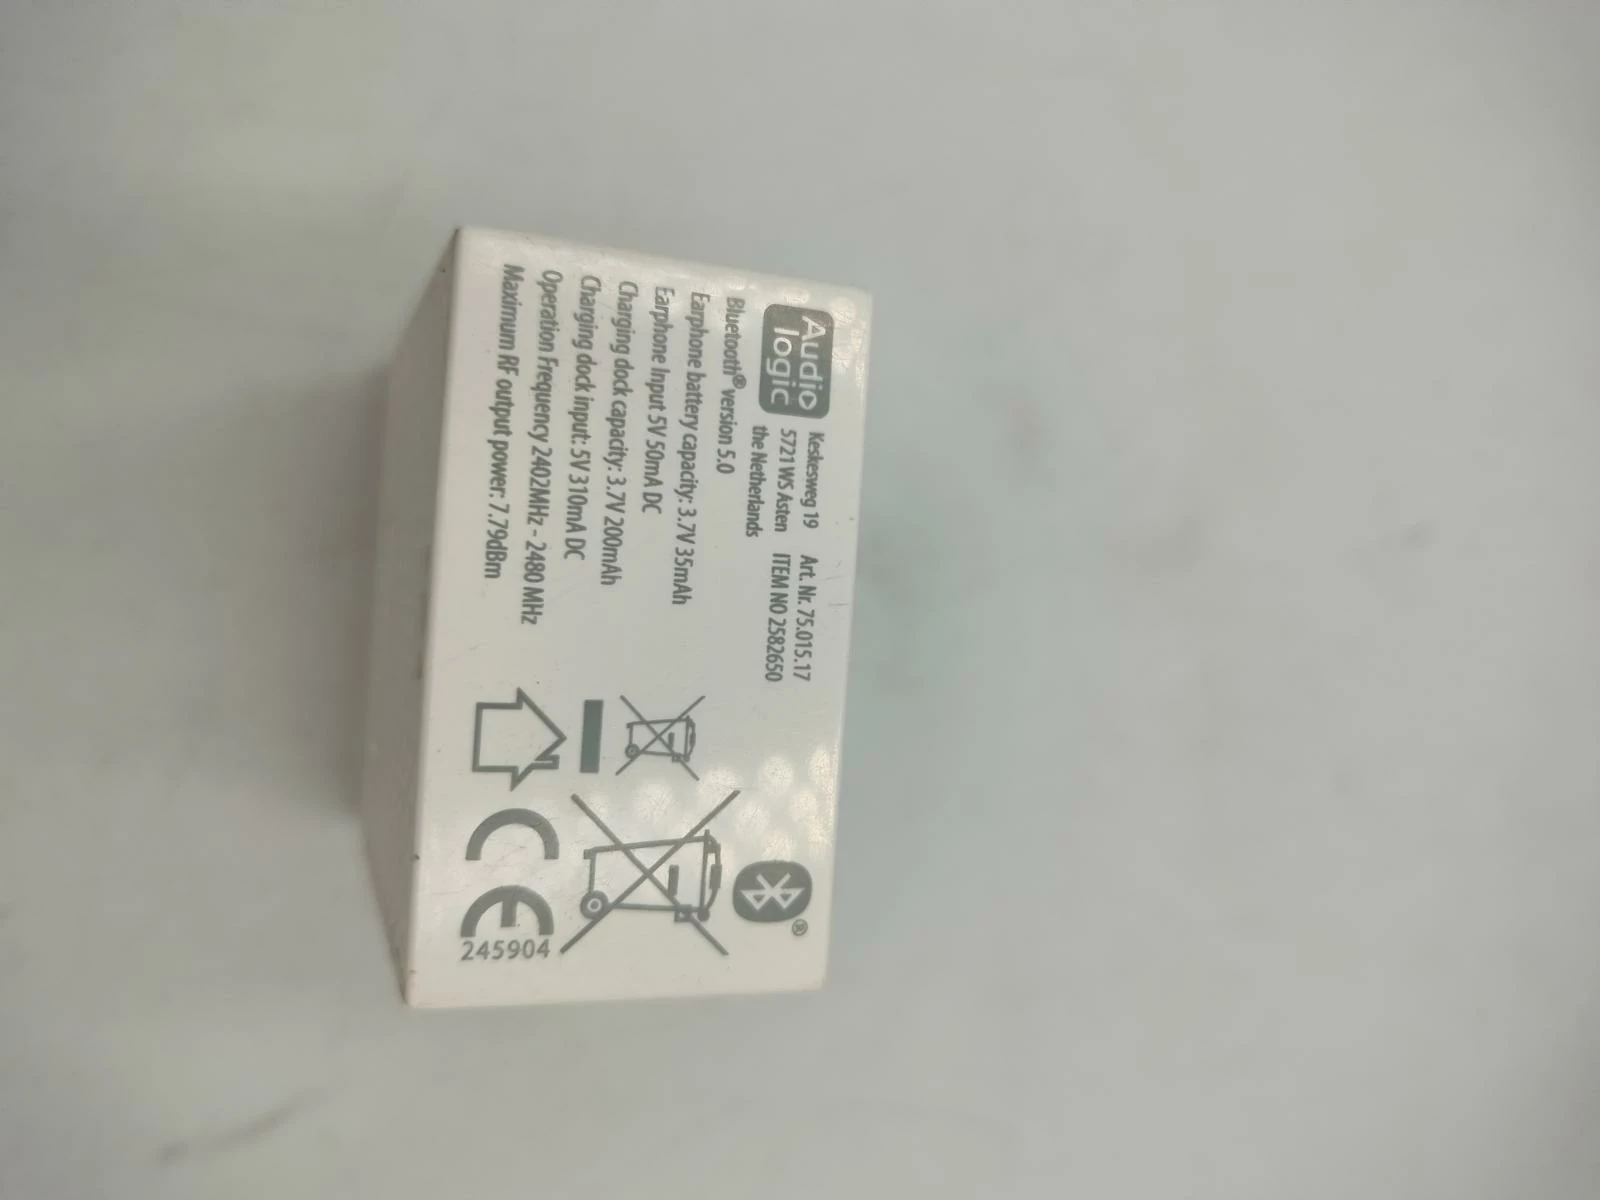 Audio
logic
Keskesweg 19
5721 WS Asten
the Netherlands
Art. Nr. 75.015.17
ITEM NO 2582650
Bluetooth® version 5.0
Earphone battery capacity: 3.7V 35mAh
Earphone Input 5V 50mA DC
Charging dock capacity: 3.7V 200mAh
Charging dock input: 5V 310mA DC
Operation Frequency 2402MHz - 2480 MHz
Maximum RF output power: 7.79dBm
®
CE
245904